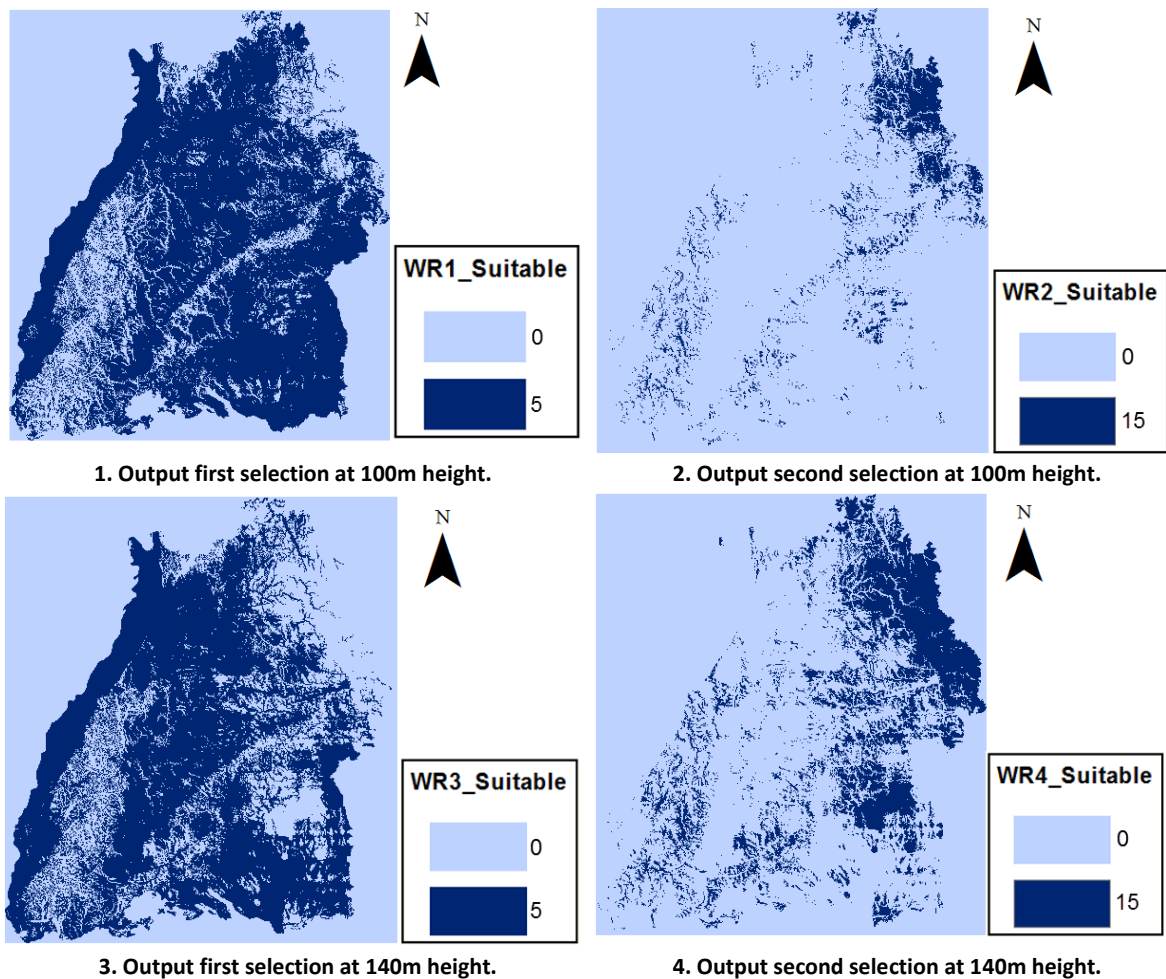 N
WR1_Suitable
0
5
1. Output first selection at 100m height.
N
WR2_Suitable
0
15
2. Output second selection at 100m height.
N
WR3_Suitable
0
5
3. Output first selection at 140m height.
N
WR4_Suitable
0
15
4. Output second selection at 140m height.